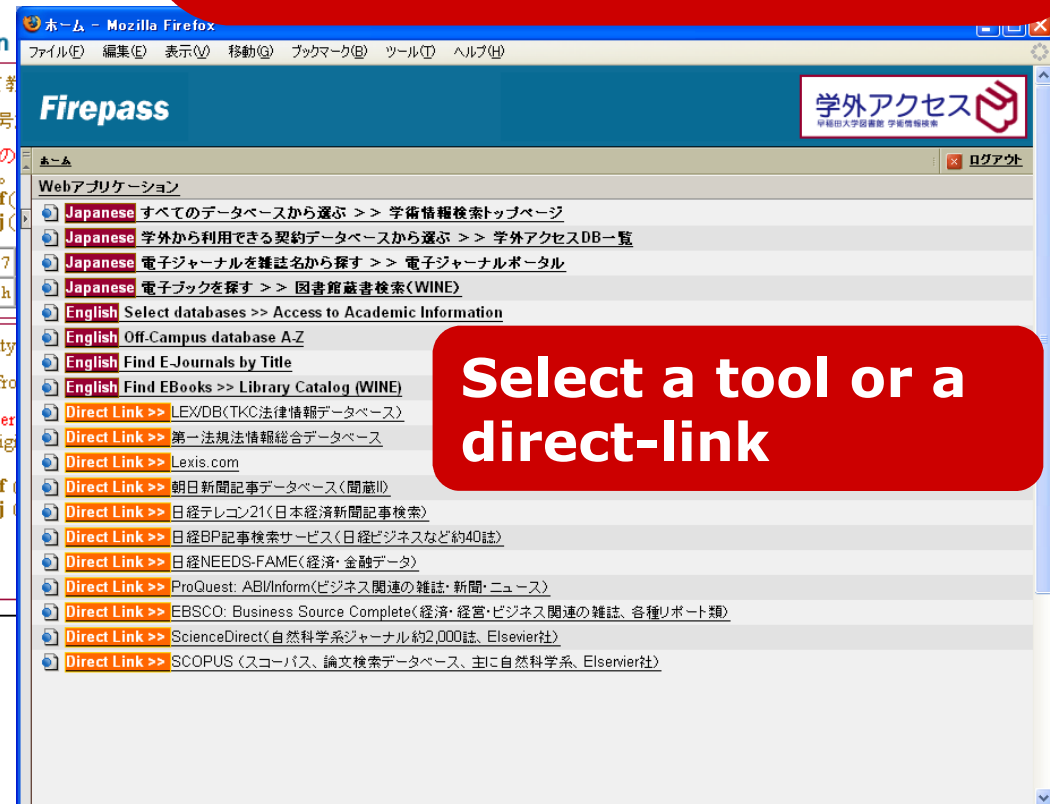 ホーム - Mozilla Firefox
ファイル(F) 編集(E) 表示(V) 移動(G) ブックマーク(B) ツール(T) ヘルプ(H)
Firepass
学外アクセス
早稲田大学図書館 学術情報検索
ホーム
ログアウト
Webアプリケーション
Japanese すべてのデータベースから選ぶ >> 学術情報検索トップページ
Japanese 学外から利用できる契約データベースから選ぶ >> 学外アクセスDB一覧
Japanese 電子ジャーナルを雑誌名から探す >> 電子ジャーナルポータル
Japanese 電子ブックを探す >> 図書館蔵書検索(WINE)
English Select databases >> Access to Academic Information
English Off-Campus database A-Z
English Find E-Journals by Title
English Find EBooks >> Library Catalog (WINE)
Select a tool or a
direct-link
Direct Link >> LEX/DB(TKC法律情報データベース)
Direct Link >> 第一法規法情報総合データベース
Direct Link >> Lexis.com
Direct Link >> 朝日新聞記事データベース(聞蔵II)
Direct Link >> 日経テレコン21(日本経済新聞記事検索)
Direct Link >> 日経BP記事検索サービス(日経ビジネスなど約40誌)
Direct Link >> 日経NEEDS-FAME(経済・金融データ)
Direct Link >> ProQuest: ABI/Inform(ビジネス関連の雑誌・新聞・ニュース)
Direct Link >> EBSCO: Business Source Complete(経済・経営・ビジネス関連の雑誌、各種リポート類)
Direct Link >> ScienceDirect(自然科学系ジャーナル約2,000誌、Elsevier社)
Direct Link >> SCOPUS (スコーパス、論文検索データベース、主に自然科学系、Elservier社)